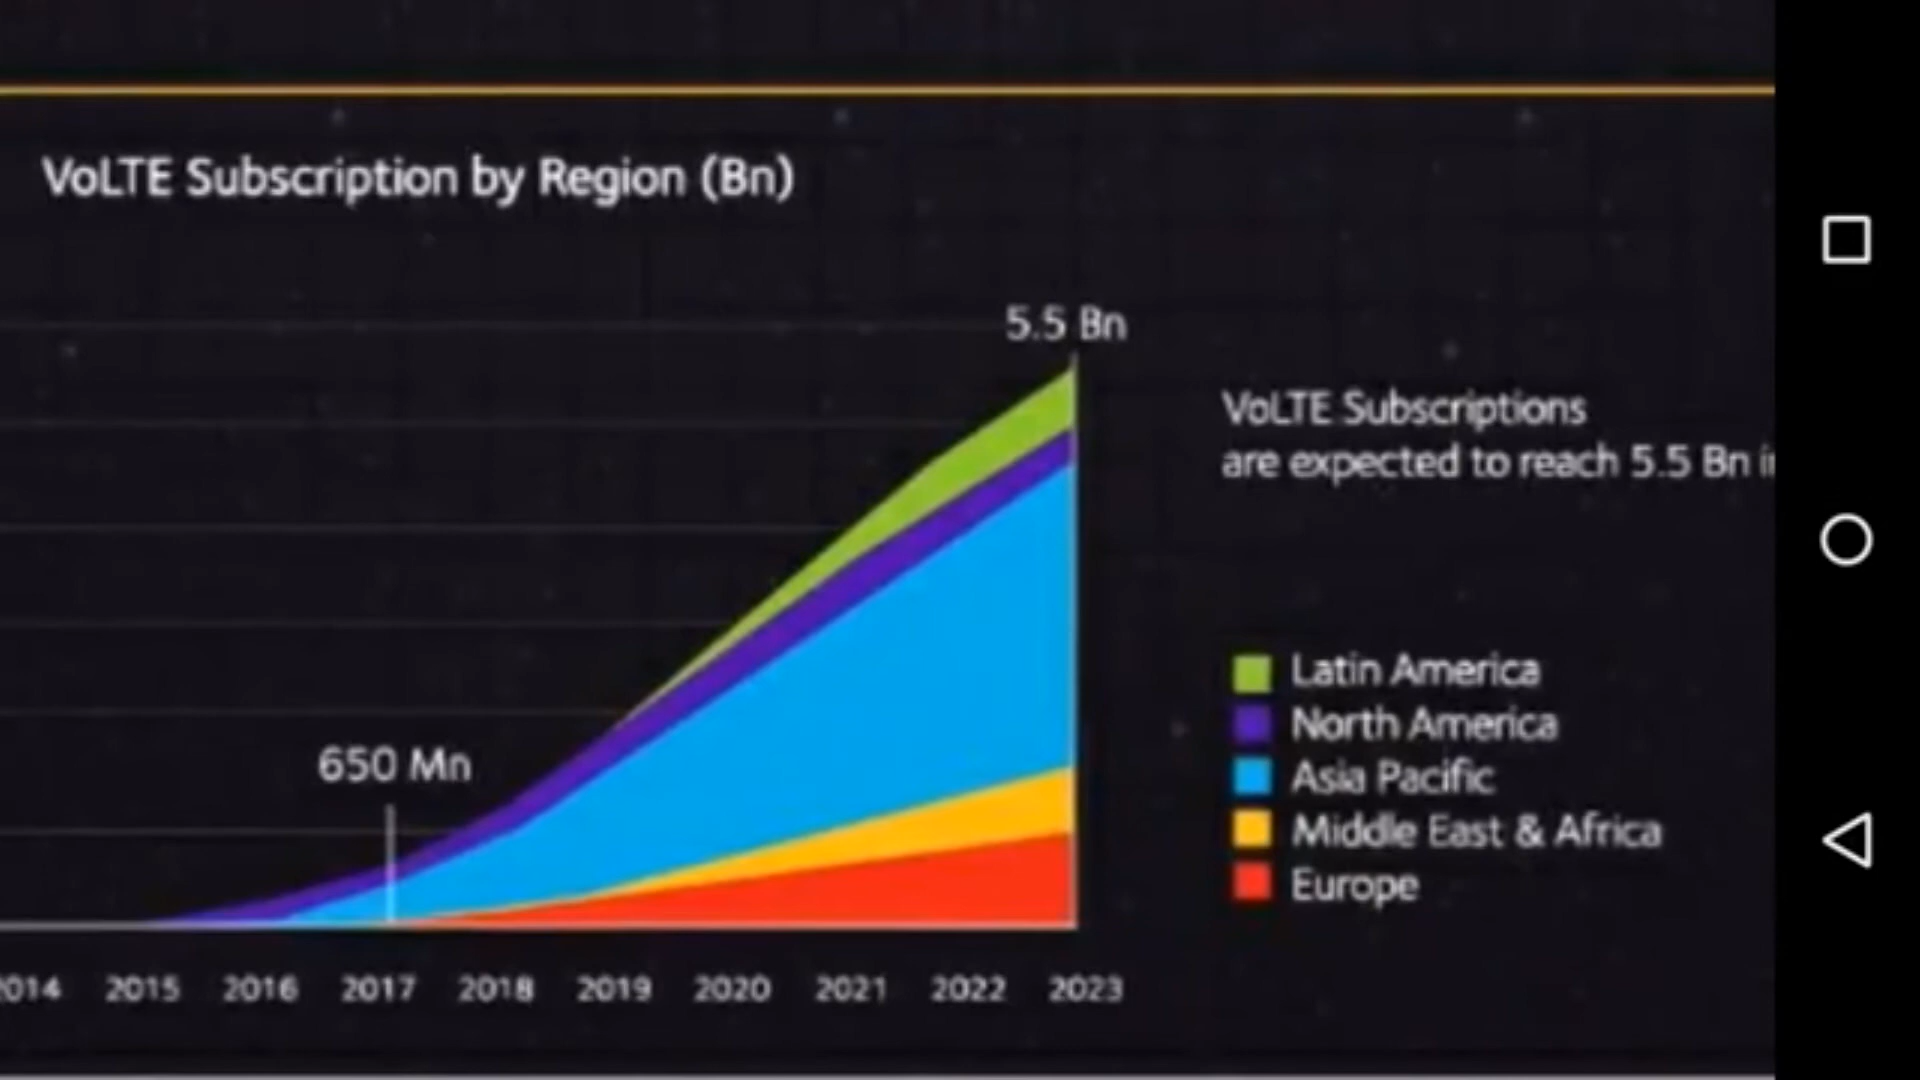 VoLTE Subscription by Region (Bn)
5.5 Bn
VoLTE Subscriptions
are expected to reach 5.5 Bn
650 Mn
Latin America
North America
Asia Pacific
Middle East & Africa
Europe
2014 2015 2016 2017 2018 2019 2020 2021 2022 2023